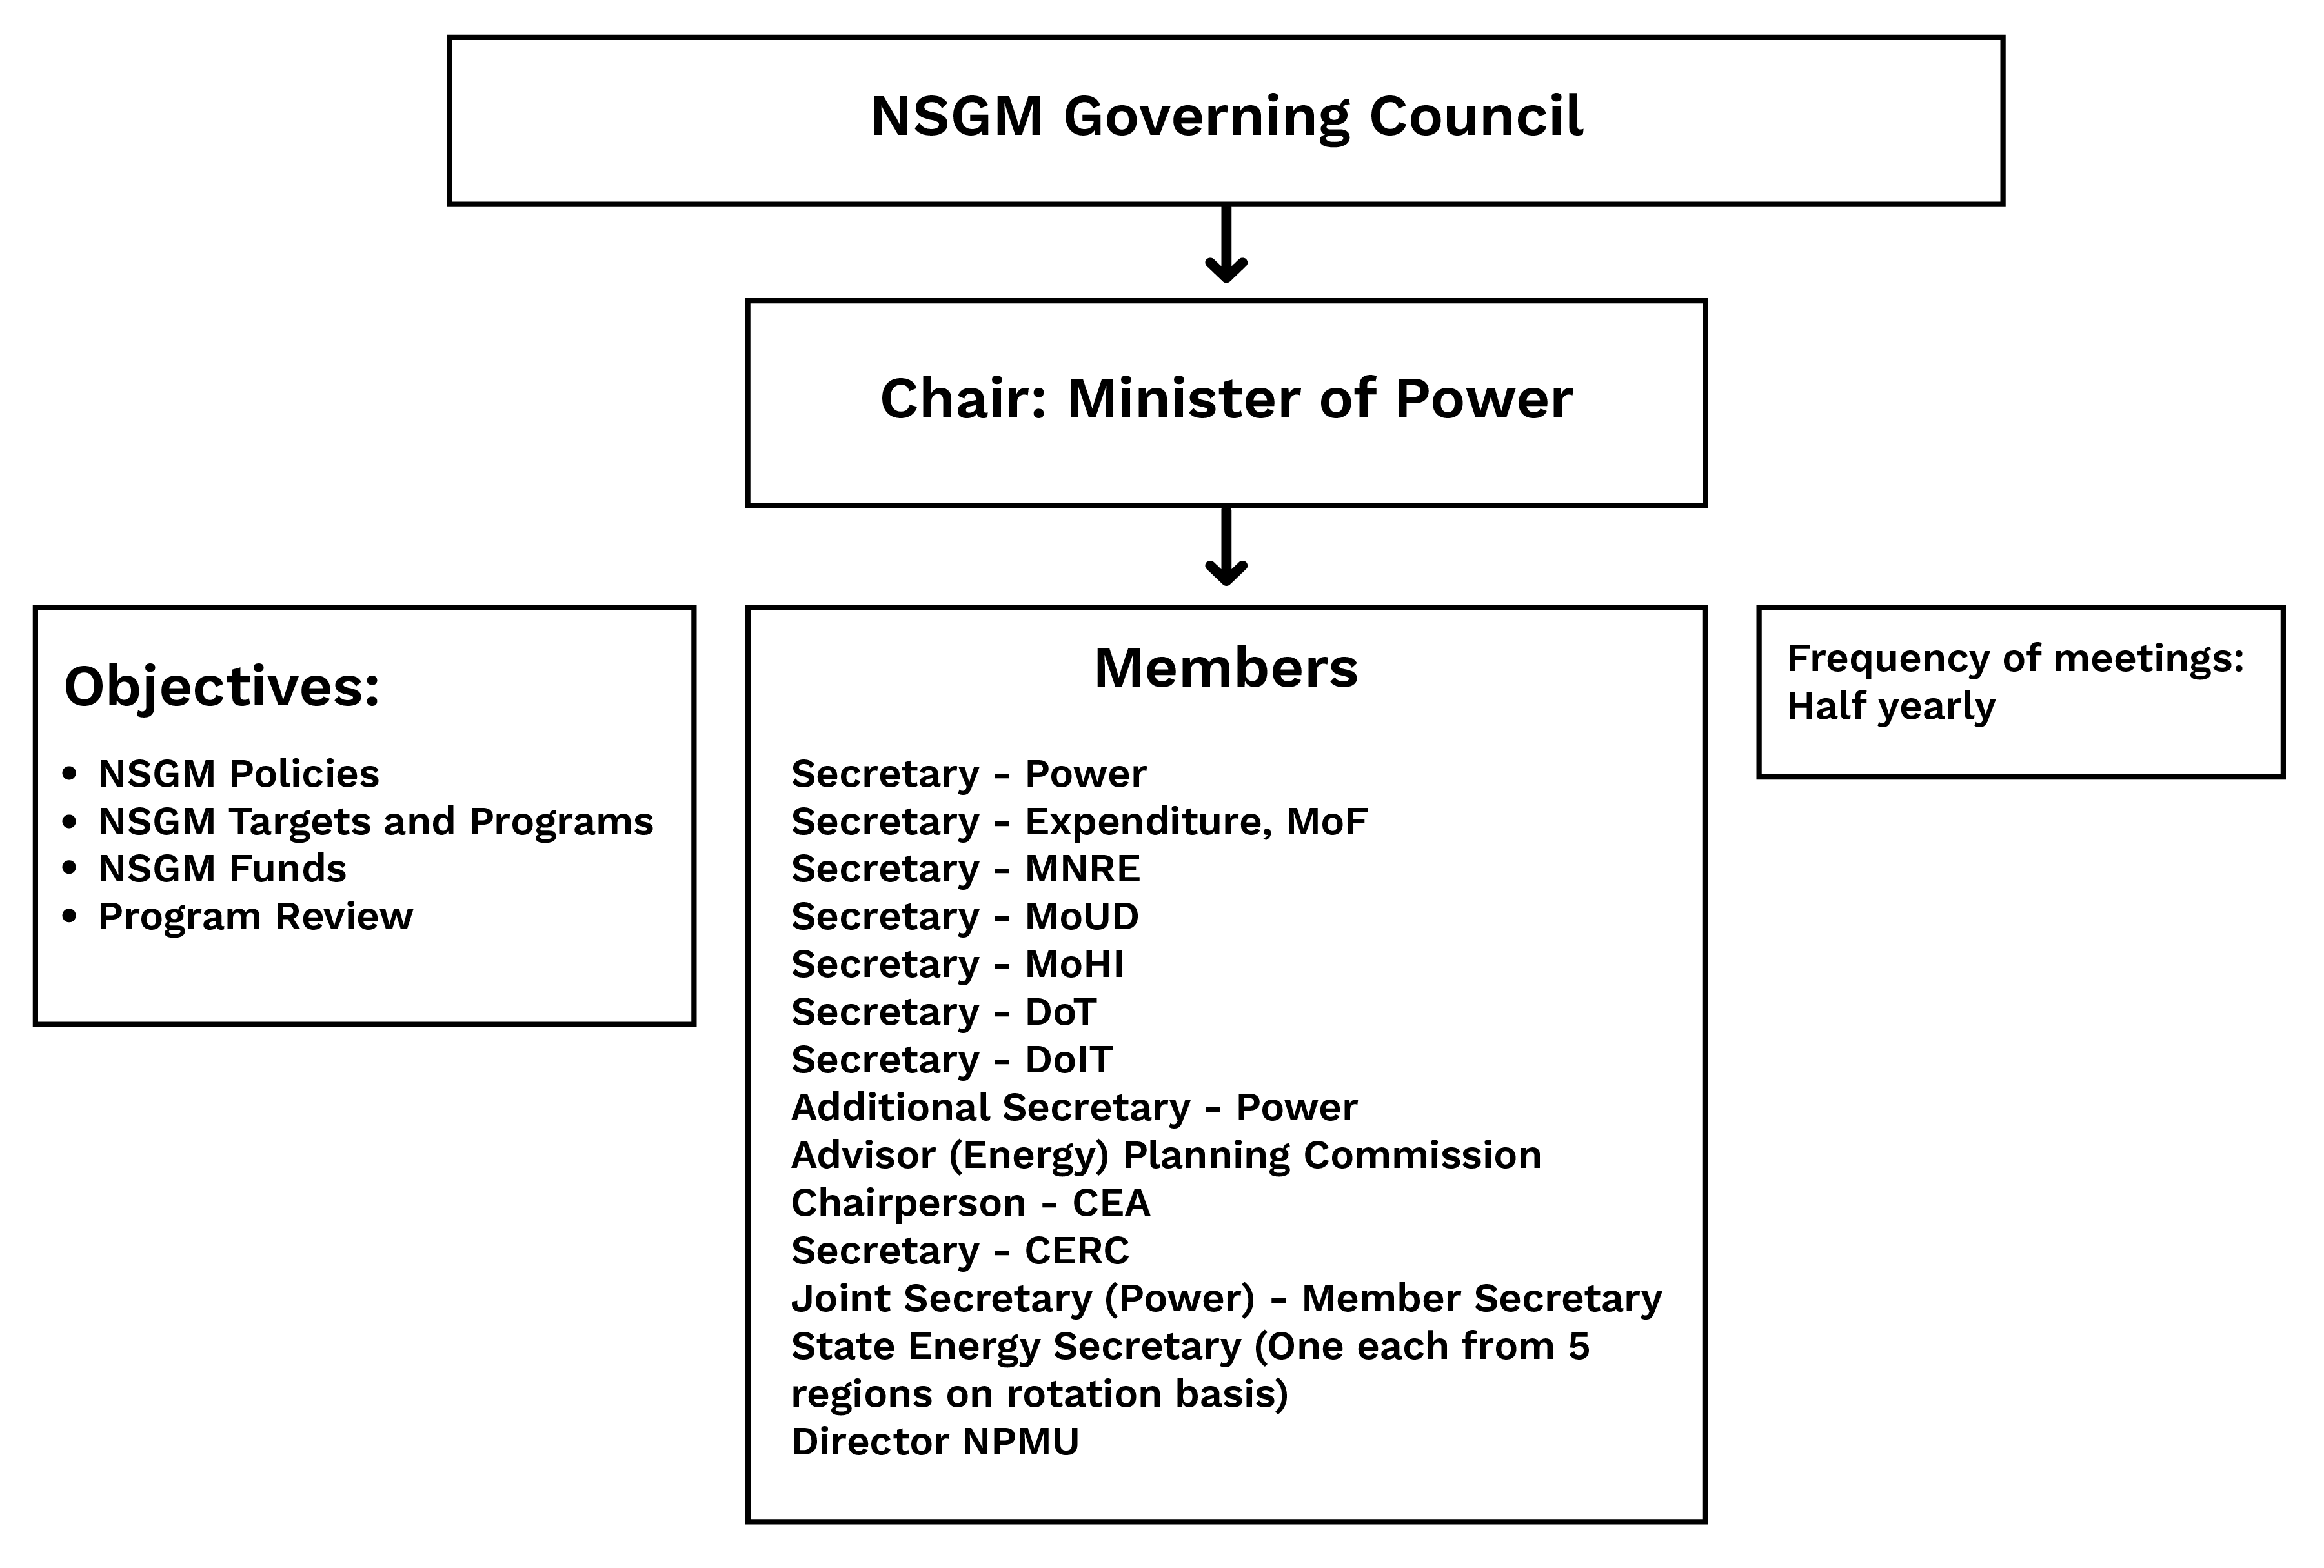 NSGM Governing Council
Chair: Minister of Power
Objectives:
• NSGM Policies
• NSGM Targets and Programs
• NSGM Funds
• Program Review
Members
Secretary - Power
Secretary - Expenditure, MoF
Secretary - MNRE
Secretary - MoUD
Secretary - MoHI
Secretary - DoT
Secretary - DoIT
Additional Secretary - Power
Advisor (Energy) Planning Commission
Chairperson - CEA
Secretary - CERC
Joint Secretary (Power) - Member Secretary
State Energy Secretary (One each from 5
regions on rotation basis)
Director NPMU
Frequency of meetings:
Half yearly